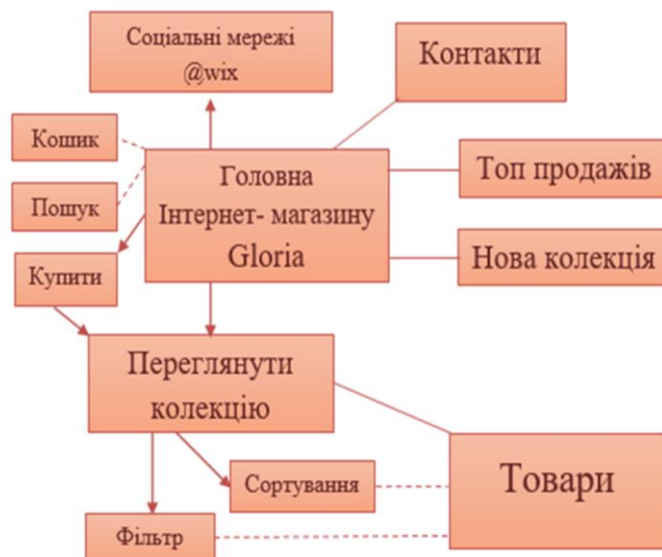 Соціальні мережі
@wix
Контакти
Кошик
Пошук
Купити
Головна
Інтернет- магазину
Gloria
Топ продажів
Нова колекція
Переглянути
колекцію
Сортування
Фільтр
Товари